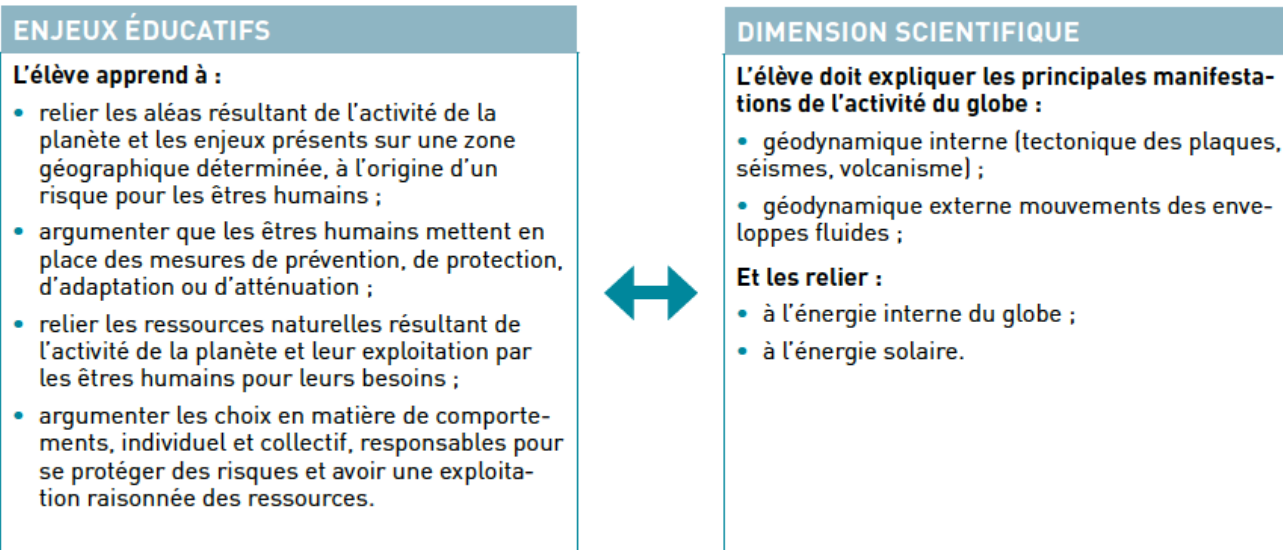 ENJEUX ÉDUCATIFS
L'élève apprend à :
• relier les aléas résultant de l'activité de la
planète et les enjeux présents sur une zone
géographique déterminée, à l'origine d'un
risque pour les êtres humains ;
• argumenter que les êtres humains mettent en
place des mesures de prévention, de protection,
d'adaptation ou d'atténuation ;
• relier les ressources naturelles résultant de
l'activité de la planète et leur exploitation par
les êtres humains pour leurs besoins ;
• argumenter les choix en matière de comporte-
ments, individuel et collectif, responsables pour
se protéger des risques et avoir une exploita-
tion raisonnée des ressources.
DIMENSION SCIENTIFIQUE
L'élève doit expliquer les principales manifesta-
tions de l'activité du globe :
• géodynamique interne (tectonique des plaques,
séismes, volcanisme) ;
• géodynamique externe mouvements des enve-
loppes fluides ;
Et les relier :
• à l'énergie interne du globe ;
• à l'énergie solaire.